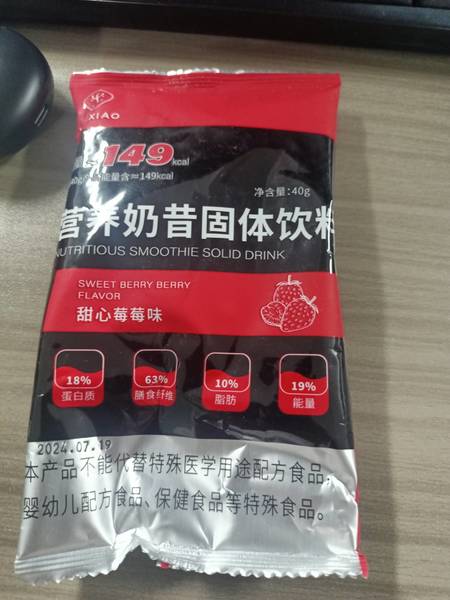 XIAO
149kcal
能量含≈149kcal
净含量:40g
营养奶昔固体饮料
NUTRITIOUS SMOOTHIE SOLID DRINK
SWEET BERRY BERRY
FLAVOR
甜心莓莓味
18% 63% 10% 19%
蛋白质 膳食纤维 脂肪 能量
2024.07.19
本产品不能代替特殊医学用途配方食品,
婴幼儿配方食品、保健食品等特殊食品。